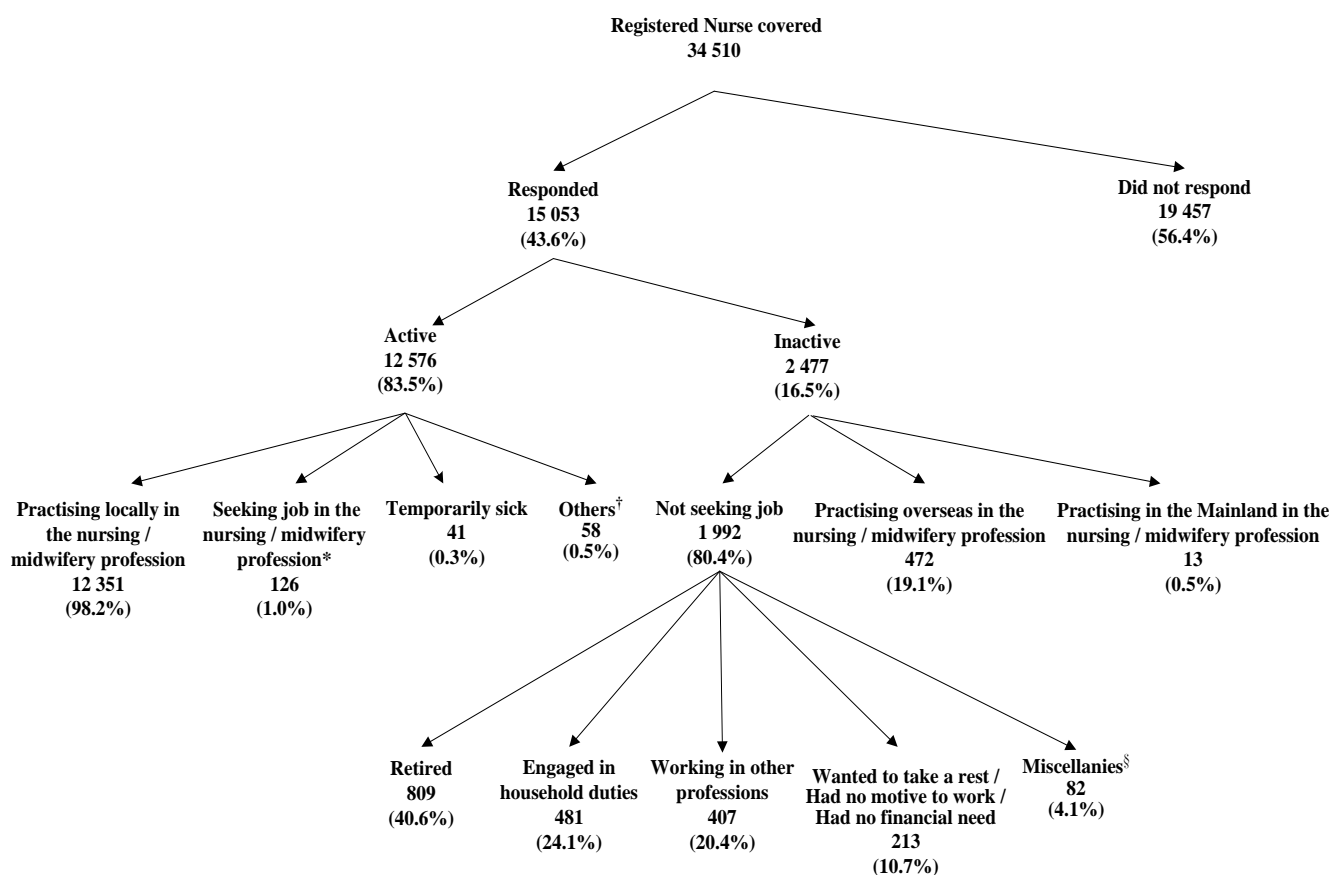 Registered Nurse covered
34 510
Responded
15 053
(43.6%)
Did not respond
19 457
(56.4%)
Active
12 576
(83.5%)
Inactive
2 477
(16.5%)
Practising locally in
the nursing /
midwifery profession
12 351
(98.2%)
Seeking job in the
nursing / midwifery
profession*
126
(1.0%)
Temporarily sick
41
(0.3%)
Others†
58
(0.5%)
Not seeking job
1 992
(80.4%)
Practising overseas in the
nursing / midwifery profession
472
(19.1%)
Practising in the Mainland in the
nursing / midwifery profession
13
(0.5%)
Retired
809
(40.6%)
Engaged in
household duties
481
(24.1%)
Working in other
professions
407
(20.4%)
Wanted to take a rest /
Had no motive to work /
Had no financial need
213
(10.7%)
Miscellanies§
82
(4.1%)